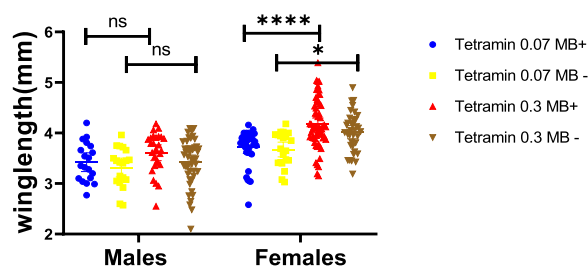 ns
ns
****
*
winglength(mm)
6
5
4
3
2
Males
Females
Tetramin 0.07 MB+
Tetramin 0.07 MB -
Tetramin 0.3 MB+
Tetramin 0.3 MB -